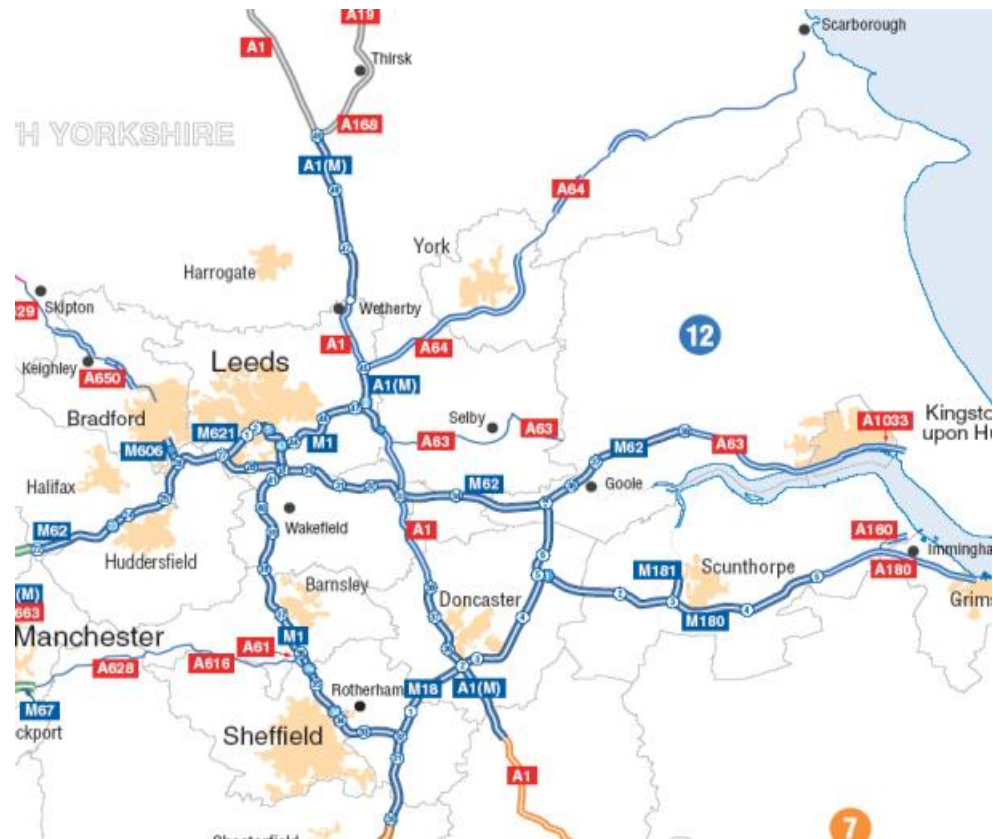 A19
Scarborough
A1
Thirsk
A168
TH YORKSHIRE
A1(M)
A64
York
Harrogate
Skipton
Wetherby
A1
A64
12
Keighley
A650
Leeds
A1(M)
Bradford
Selby
A63
A63
A1033
Kingsto
upon Hu
M621
M1
M606
M62
A63
Halifax
Goole
M62
M62
Wakefield
A1
A160
Immingha
A180
Huddersfield
Barnsley
Doncaster
M181
Scunthorpe
M180
Grims
(M)
663
Manchester
M1
A61
A628
A616
Rotherham
M18
A1(M)
M67
ckport
Sheffield
A1
7
Chesterfield